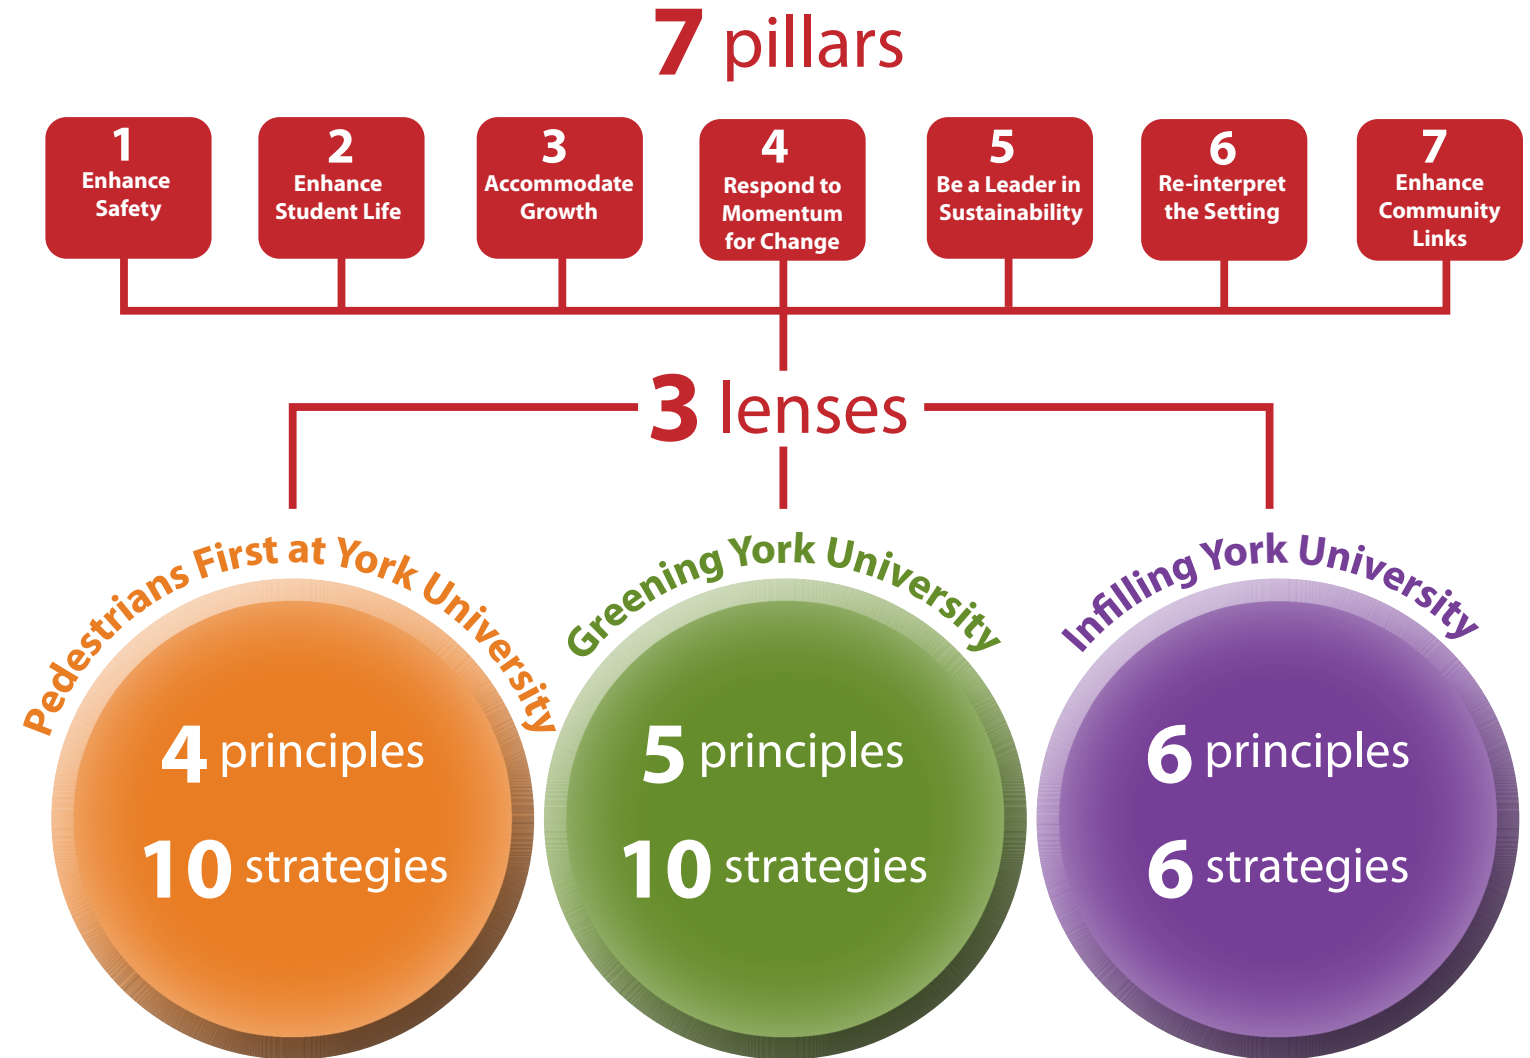 7 pillars
1
Enhance
Safety
2
Enhance
Student Life
3
Accommodate
Growth
4
Respond to
Momentum
for Change
5
Be a Leader in
Sustainability
6
Re-interpret
the Setting
7
Enhance
Community
Links
3 lenses
Pedestrians First at York University
4 principles
10 strategies
Greening York University
5 principles
10 strategies
Infilling York University
6 principles
6 strategies